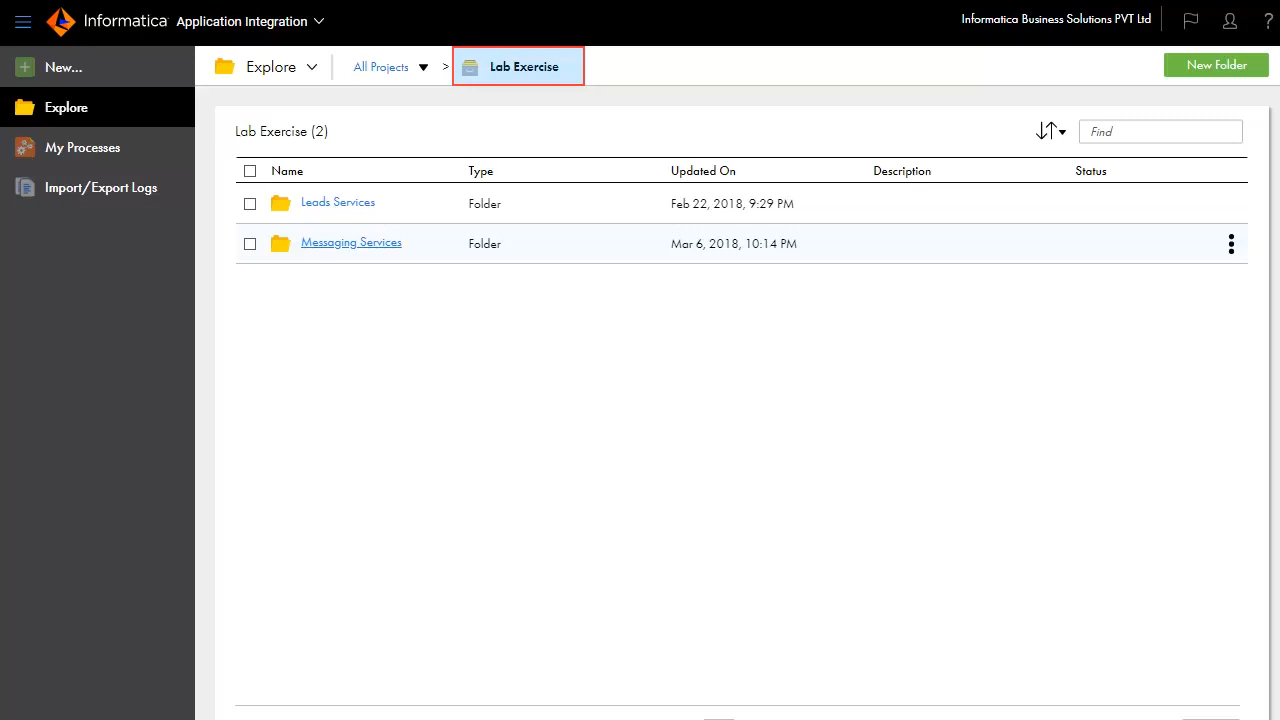 Informatica Application Integration
Informatica Business Solutions PVT Ltd
?
New...
Explore
My Processes
Import/Export Logs
Explore
All Projects > Lab Exercise
New Folder
Lab Exercise (2)
Find
Name Type Updated On Description Status
Leads Services Folder Feb 22, 2018, 9:29 PM
Messaging Services Folder Mar 6, 2018, 10:14 PM